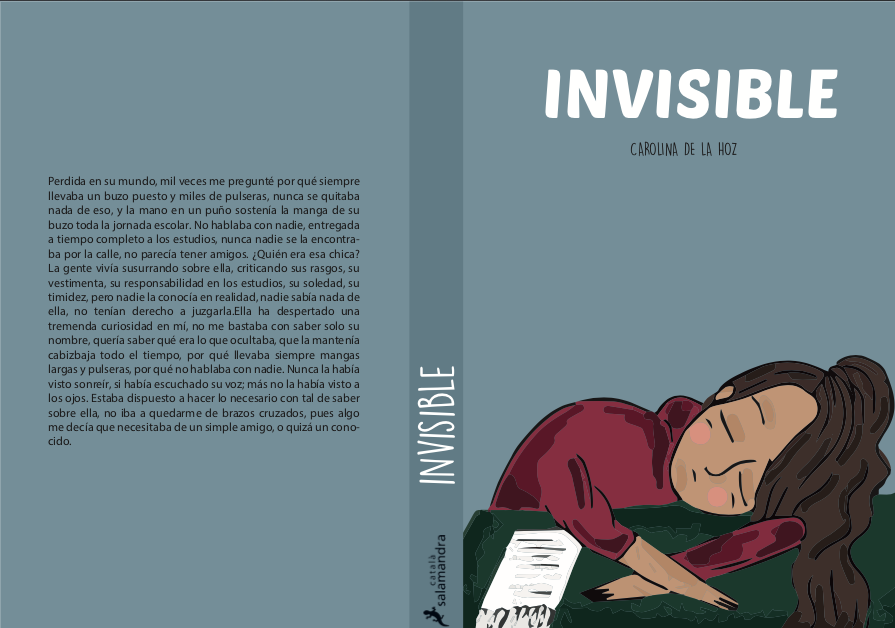 Perdida en su mundo, mil veces me pregunté por qué siempre
llevaba un buzo puesto y miles de pulseras, nunca se quitaba
nada de eso, y la mano en un puño sostenía la manga de su
buzo toda la jornada escolar. No hablaba con nadie, entregada
a tiempo completo a los estudios, nunca nadie se la encontra-
ba por la calle, no parecía tener amigos. ¿Quién era esa chica?
La gente vivía susurrando sobre ella, criticando sus rasgos, su
vestimenta, su responsabilidad en los estudios, su soledad, su
timidez, pero nadie la conocía en realidad, nadie sabía nada de
ella, no tenían derecho a juzgarla.Ella ha despertado una
tremenda curiosidad en mí, no me bastaba con saber solo su
nombre, quería saber qué era lo que ocultaba, que la mantenía
cabizbaja todo el tiempo, por qué llevaba siempre mangas
largas y pulseras, por qué no hablaba con nadie. Nunca la había
visto sonreír, si había escuchado su voz; más no la había visto a
los ojos. Estaba dispuesto a hacer lo necesario con tal de saber
sobre ella, no iba a quedarme de brazos cruzados, pues algo
me decía que necesitaba de un simple amigo, o quizá un cono-
cido.
INVISIBLE
català
salamandra
INVISIBLE
CAROLINA DE LA HOZ